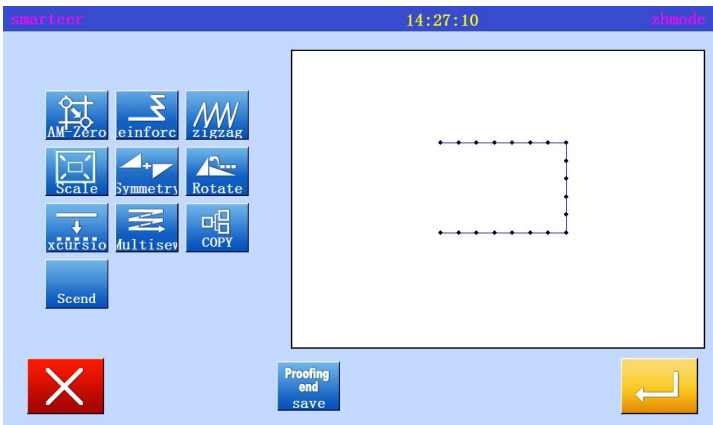 smarteer 14:27:10 zhmode
AM-Zero einforc zigzag
Scale Symmetry Rotate
xcursio Multisew COPY
Scend
Proofing
end
save